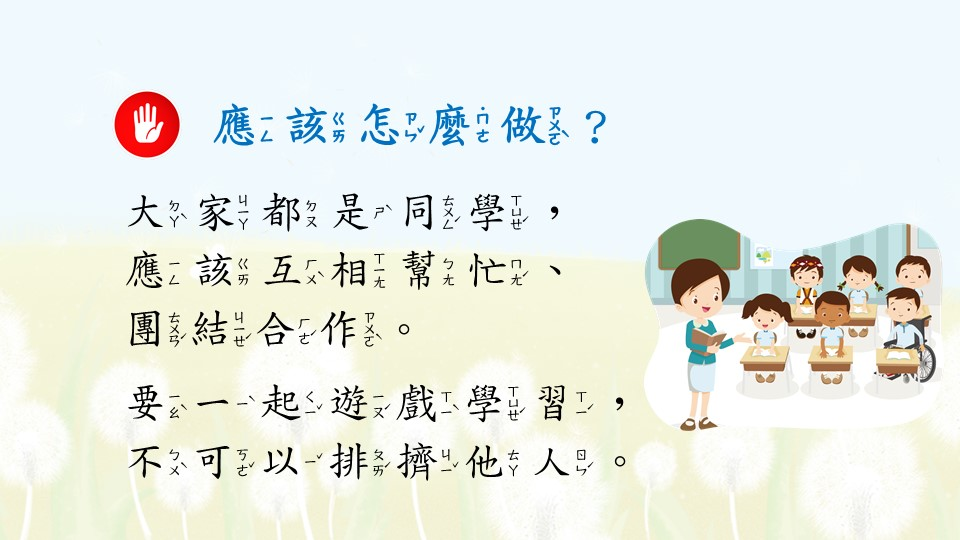 應該怎麼做？
大家都是同學，
應該互相幫忙、
團結合作。
要一起遊戲學習，
不可以排擠他人。